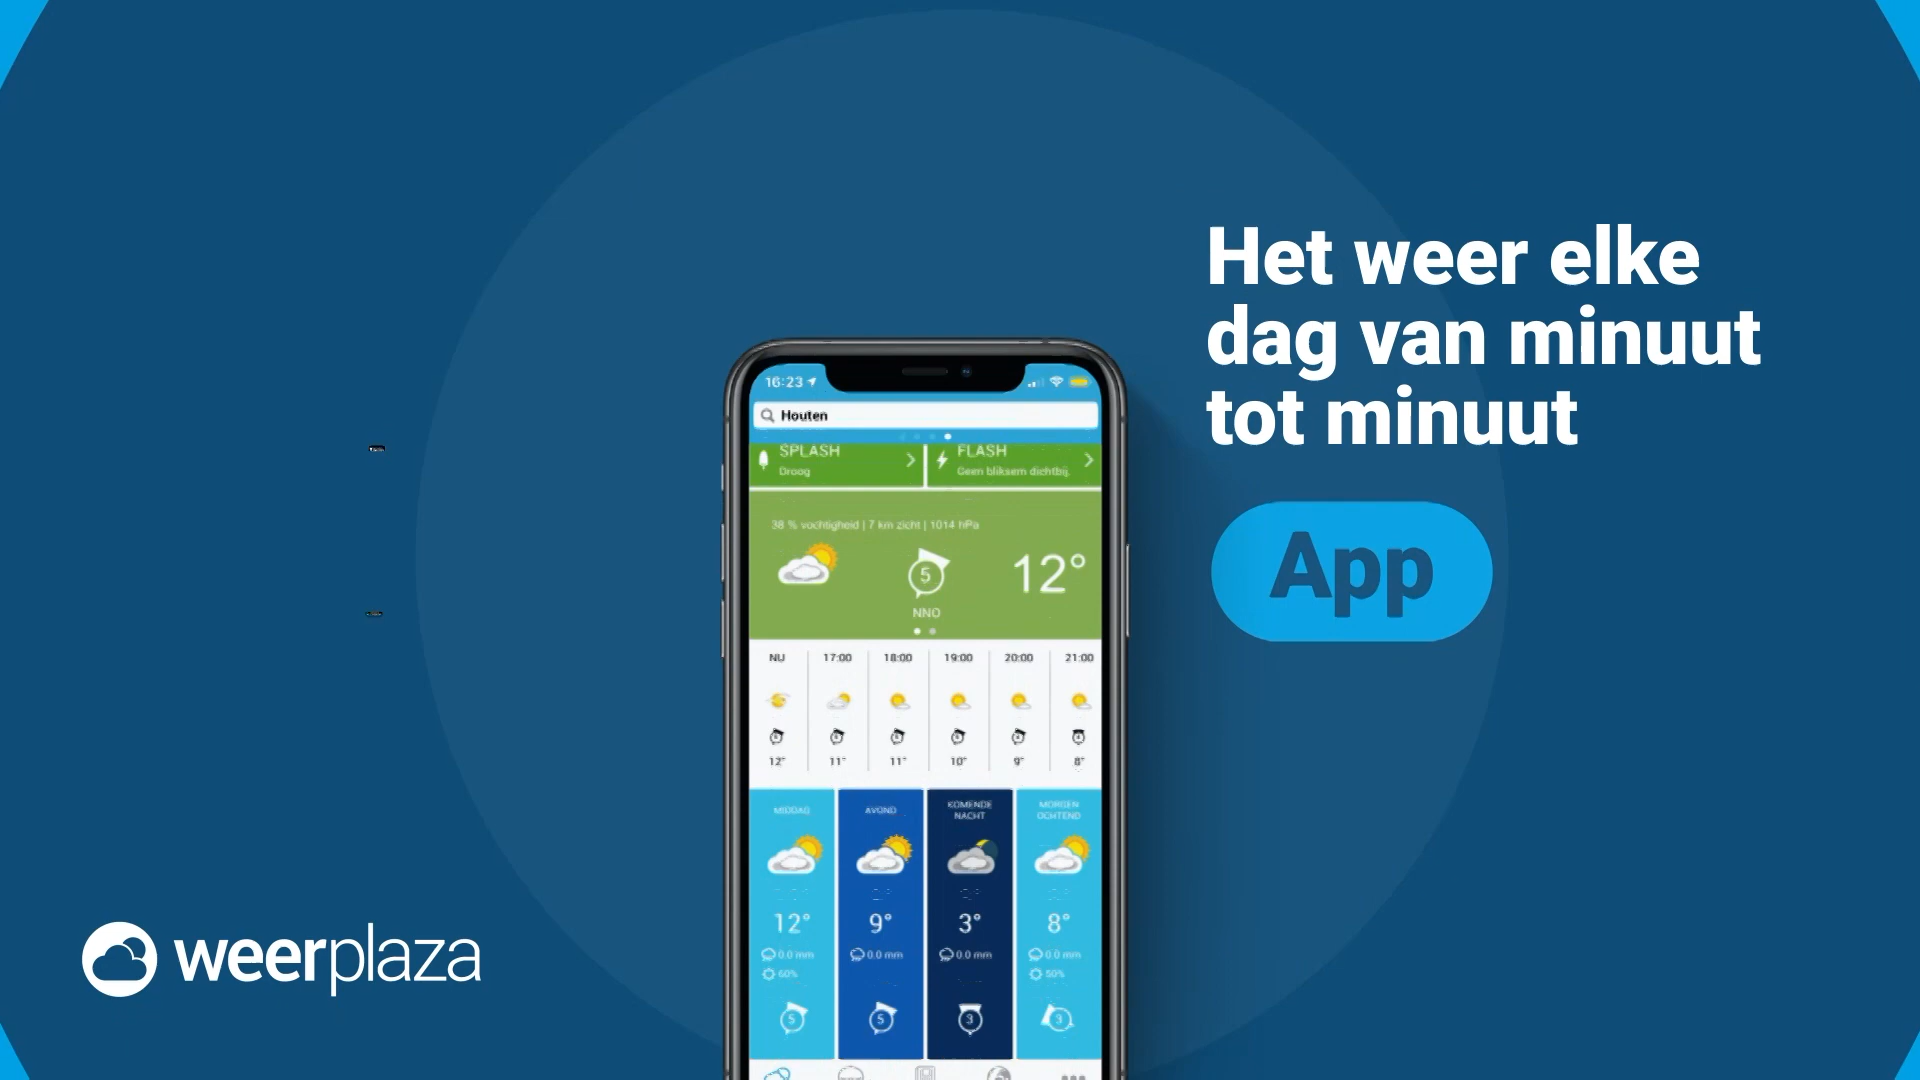 Het weer elke
dag van minuut
tot minuut
App
16:23
Houten
SPLASH
Droog
FLASH
Geen bliksem dichtbij.
38 % vochtigheid | 7 km zicht | 1014 hPa
5
12°
NNO
NU 17:00 18:00 19:00 20:00 21:00
12° 11° 11° 10° 9° 8°
MIDDAG AVOND KOMENDE NACHT MORGEN OCHTEND
12° 9° 3° 8°
0.0 mm 0.0 mm 0.0 mm 0.0 mm
60% 50%
5 5 3 3
weerplaza